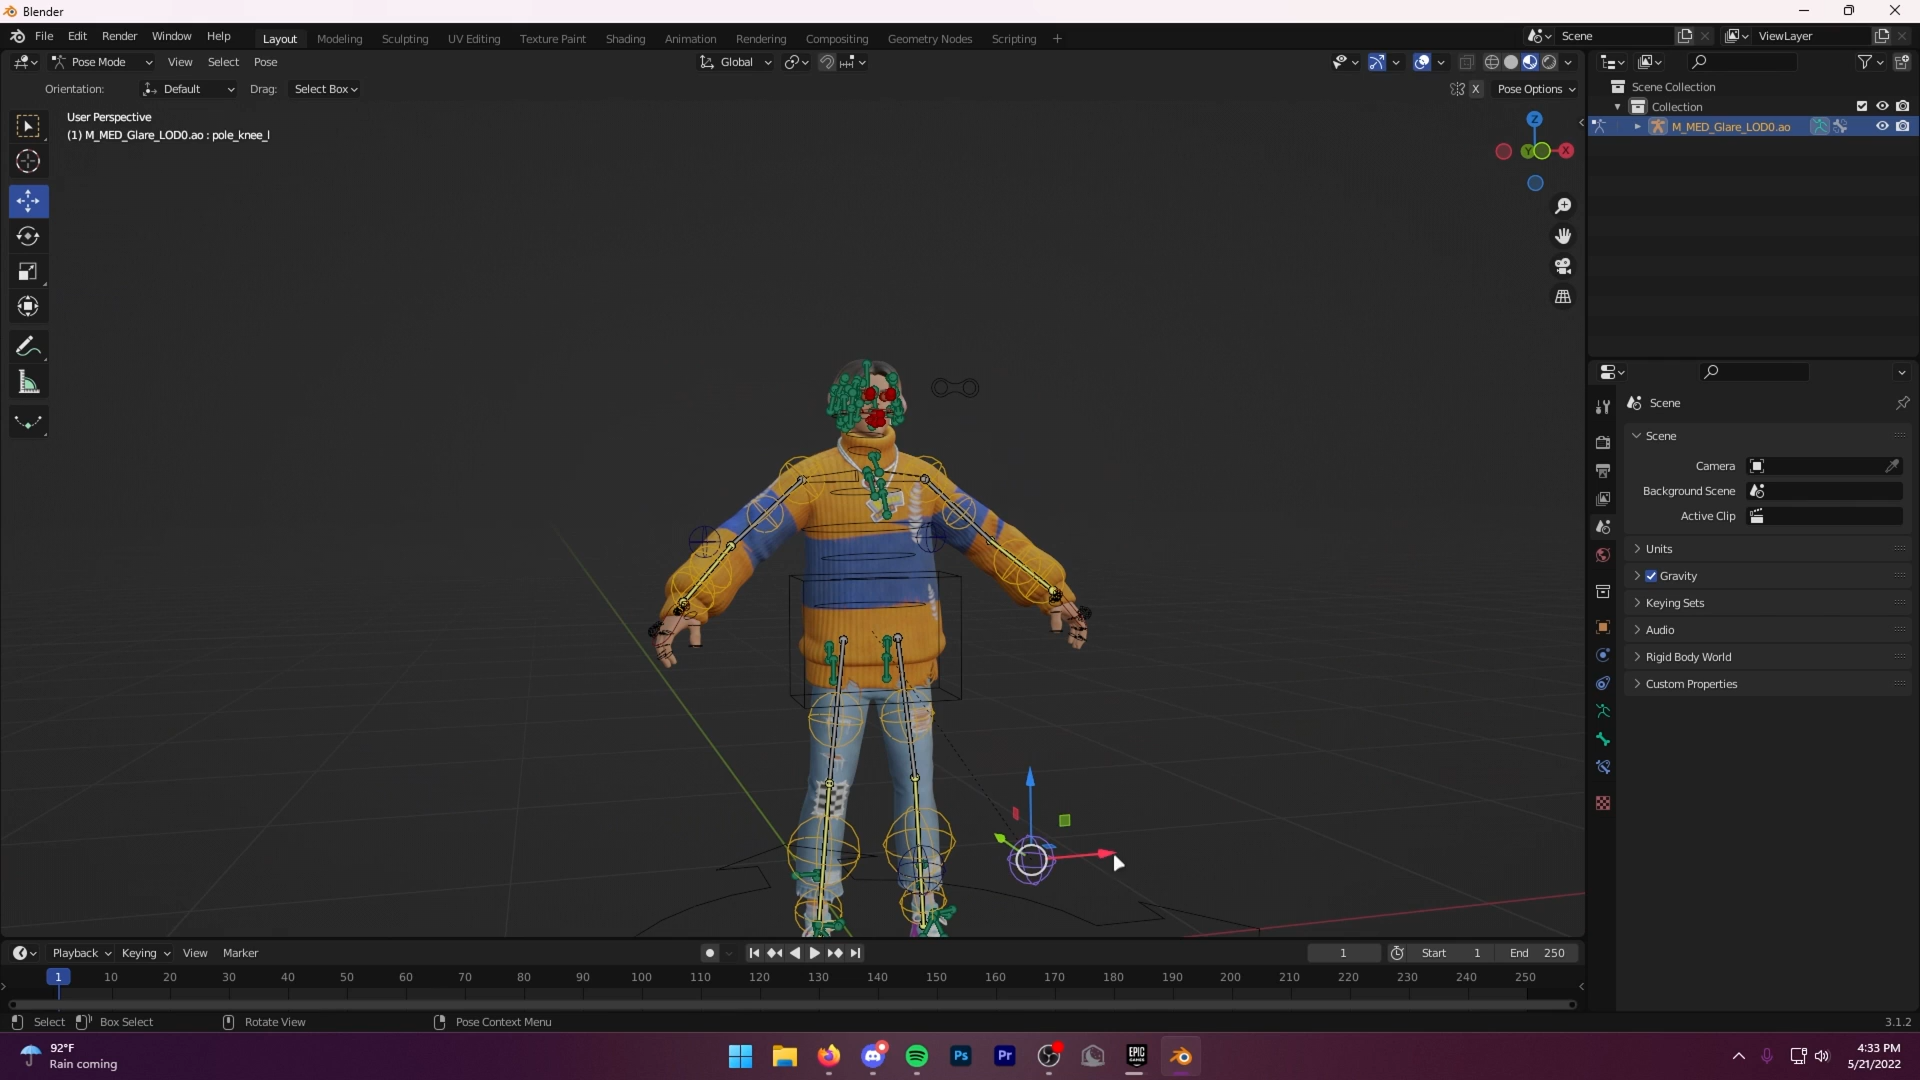 Blender
File Edit Render Window Help
Layout Modeling Sculpting UV Editing Texture Paint Shading Animation Rendering Compositing Geometry Nodes Scripting +
Scene
ViewLayer
Pose Mode View Select Pose
Global
Orientation: Default Drag: Select Box
X Pose Options
User Perspective
(1) M_MED_Glare_LOD0.ao : pole_knee_l
Z
Y
X
Scene Collection
Collection
M_MED_Glare_LOD0.ao
Scene
Scene
Camera
Background Scene
Active Clip
Units
Gravity
Keying Sets
Audio
Rigid Body World
Custom Properties
Playback Keying View Marker
1
Start 1
End 250
1 10 20 30 40 50 60 70 80 90 100 110 120 130 140 150 160 170 180 190 200 210 220 230 240 250
Select Box Select Rotate View Pose Context Menu
3.1.2
92°F
Rain coming
Ps
Pr
EPIC
GAMES
4:33 PM
5/21/2022